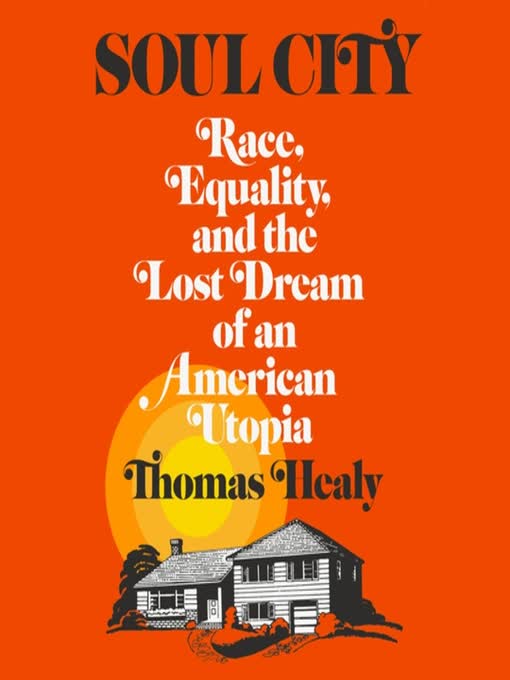 SOUL CITY
Race,
Equality,
and the
Lost Dream
of an
American
Utopia
Thomas Healy